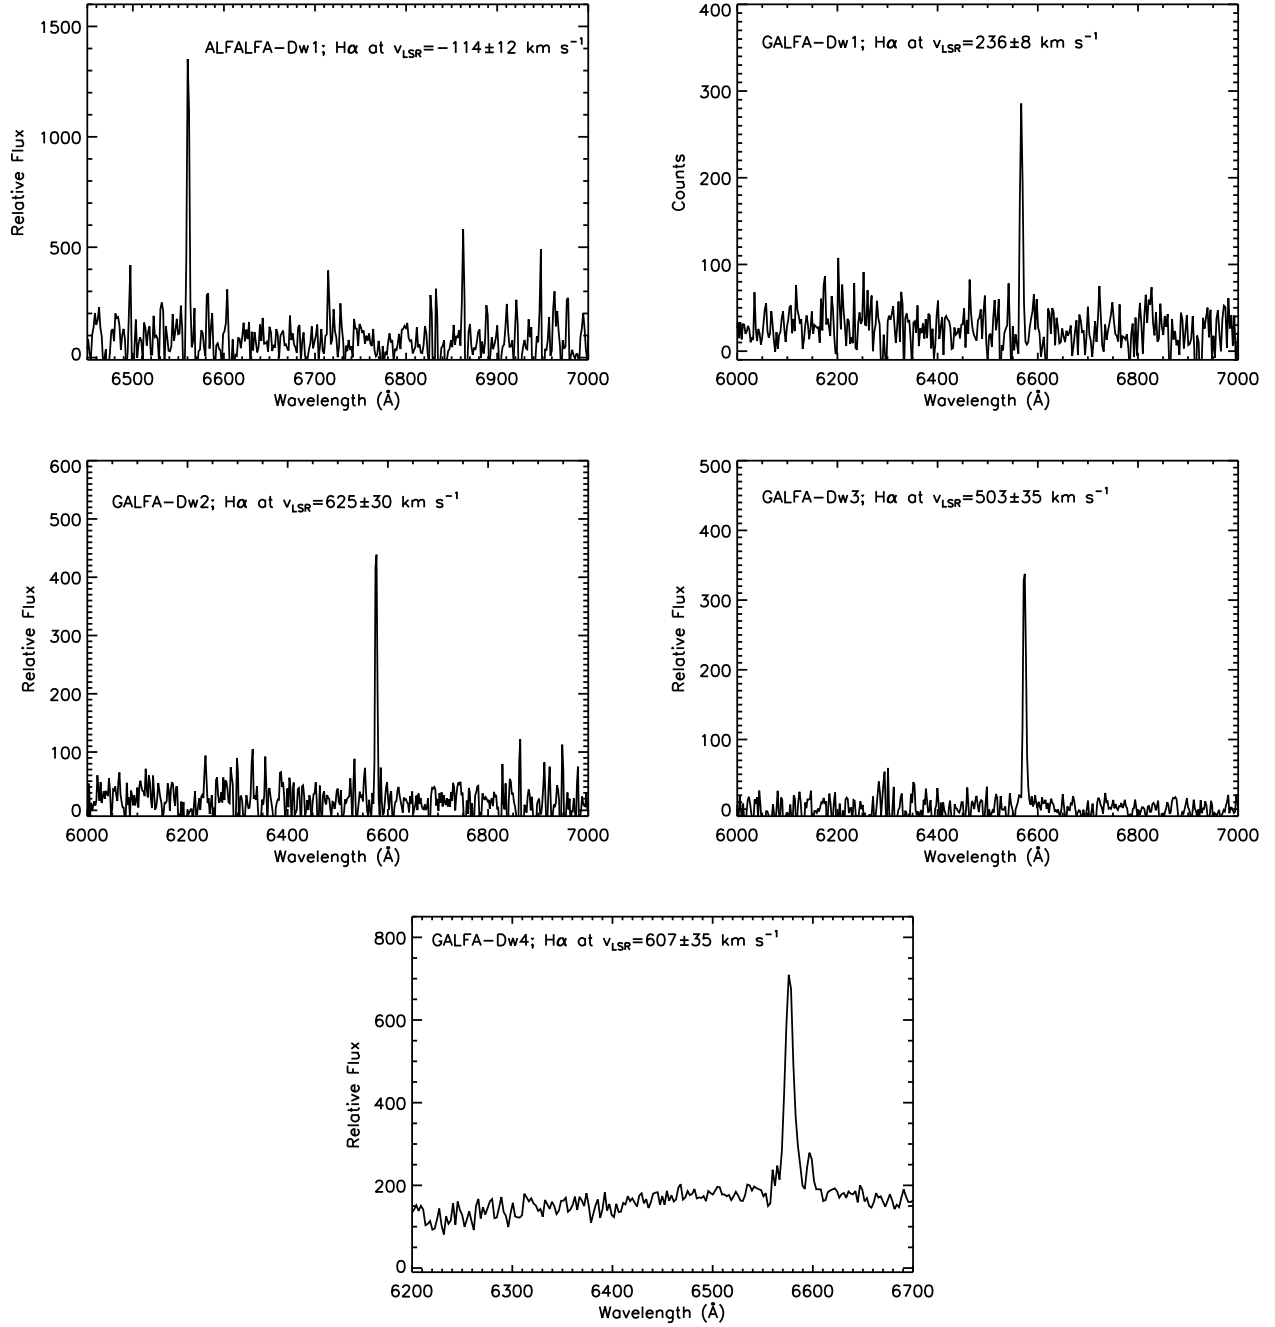 ALFALFA-Dw1; Hα at vLSR=-114±12 km s⁻¹
1500
1000
500
0
Relative Flux
6500 6600 6700 6800 6900 7000
Wavelength (Å)
GALFA-Dw1; Hα at vLSR=236±8 km s⁻¹
400
300
200
100
0
Counts
6000 6200 6400 6600 6800 7000
Wavelength (Å)
GALFA-Dw2; Hα at vLSR=625±30 km s⁻¹
600
500
400
300
200
100
0
Relative Flux
6000 6200 6400 6600 6800 7000
Wavelength (Å)
GALFA-Dw3; Hα at vLSR=503±35 km s⁻¹
500
400
300
200
100
0
Relative Flux
6000 6200 6400 6600 6800 7000
Wavelength (Å)
GALFA-Dw4; Hα at vLSR=607±35 km s⁻¹
800
600
400
200
0
Relative Flux
6200 6300 6400 6500 6600 6700
Wavelength (Å)